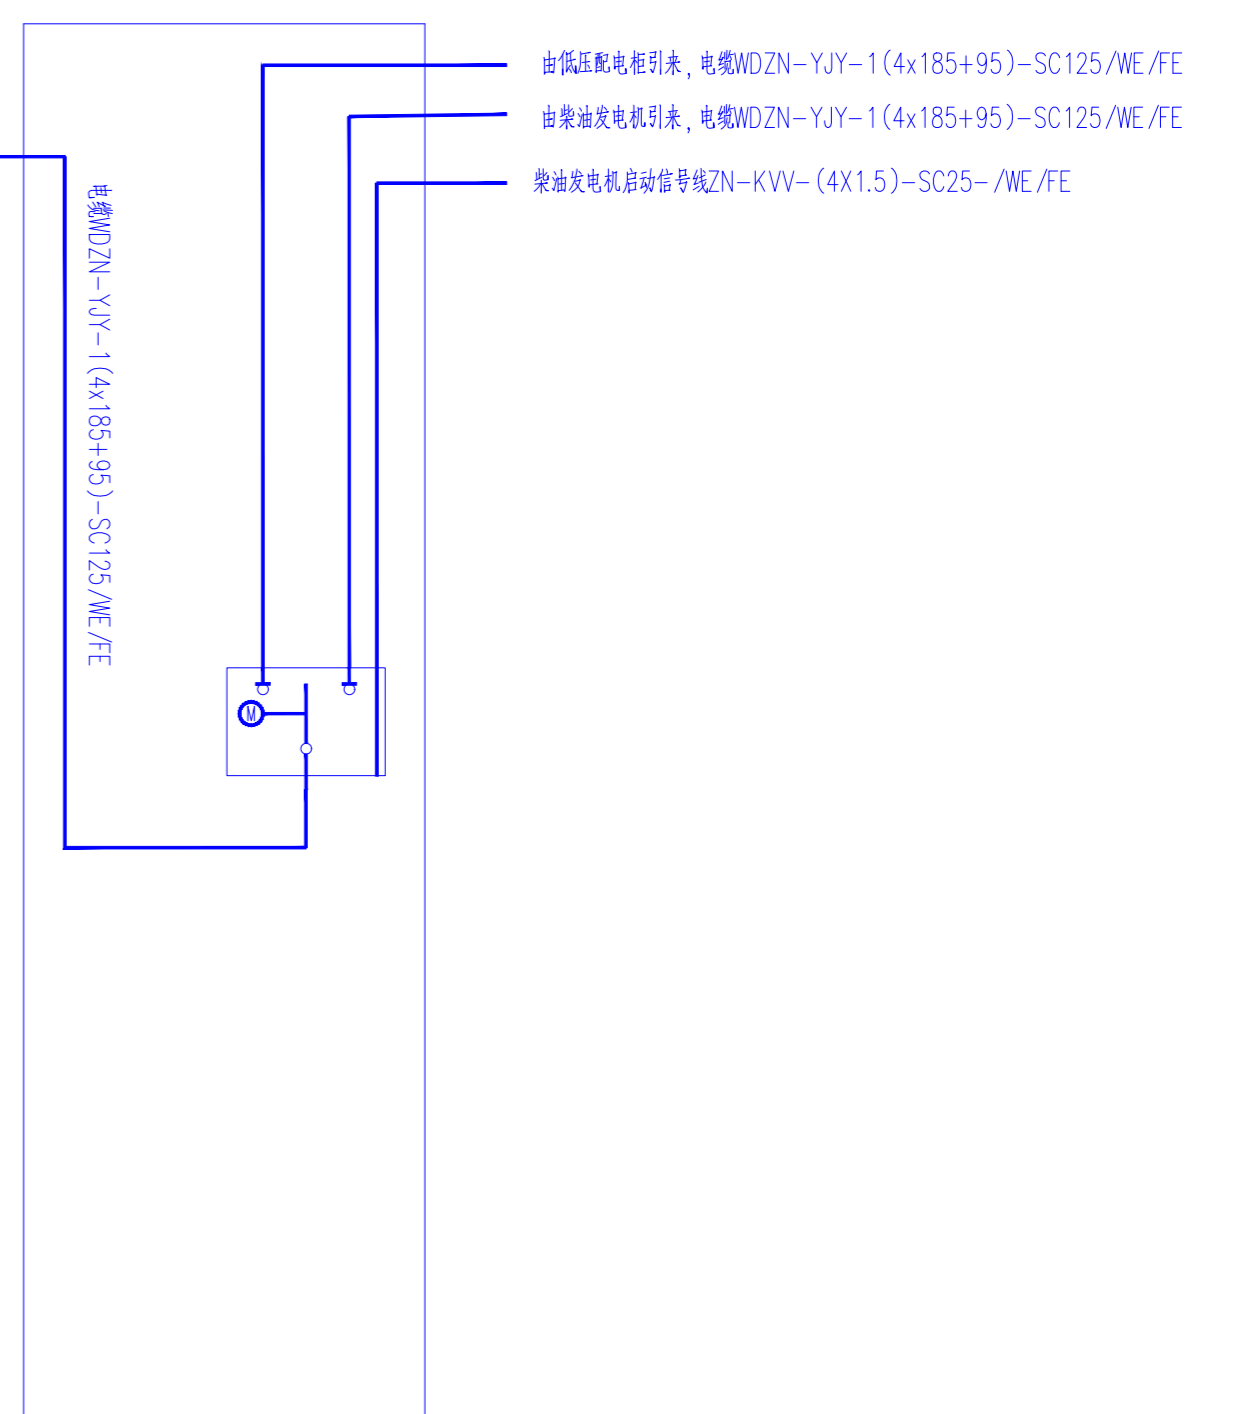 由低压配电柜引来,电缆WDZN-YJY-1(4x185+95)-SC125/WE/FE
由柴油发电机引来,电缆WDZN-YJY-1(4x185+95)-SC125/WE/FE
柴油发电机启动信号线ZN-KVV-(4X1.5)-SC25-/WE/FE
电缆WDZN-YJY-1(4x185+95)-SC125/WE/FE
M